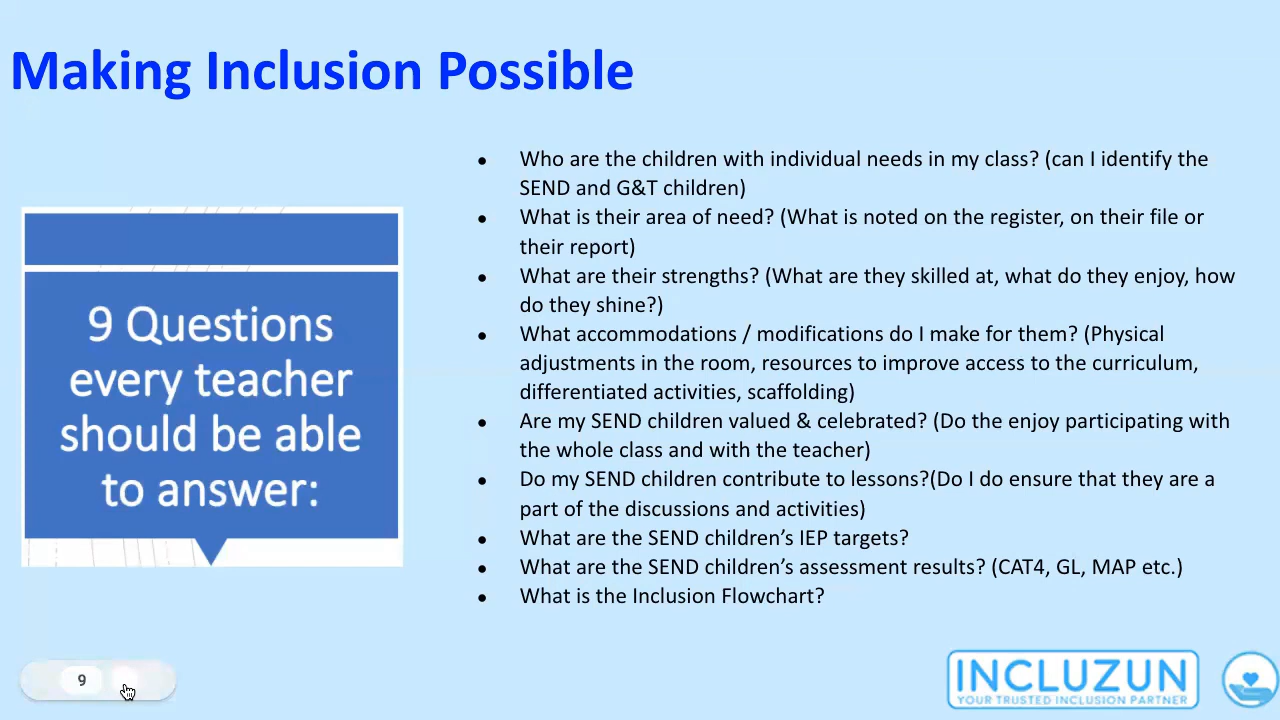 Making Inclusion Possible
9 Questions
every teacher
should be able
to answer:
● Who are the children with individual needs in my class? (can I identify the
SEND and G&T children)
● What is their area of need? (What is noted on the register, on their file or
their report)
● What are their strengths? (What are they skilled at, what do they enjoy, how
do they shine?)
● What accommodations / modifications do I make for them? (Physical
adjustments in the room, resources to improve access to the curriculum,
differentiated activities, scaffolding)
● Are my SEND children valued & celebrated? (Do the enjoy participating with
the whole class and with the teacher)
● Do my SEND children contribute to lessons?(Do I do ensure that they are a
part of the discussions and activities)
● What are the SEND children’s IEP targets?
● What are the SEND children’s assessment results? (CAT4, GL, MAP etc.)
● What is the Inclusion Flowchart?
9
INCLUZUN
YOUR TRUSTED INCLUSION PARTNER